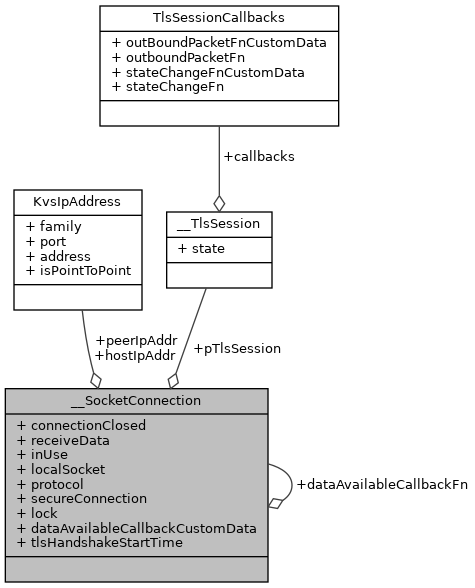 TlsSessionCallbacks
+ outBoundPacketFnCustomData
+ outboundPacketFn
+ stateChangeFnCustomData
+ stateChangeFn
+callbacks
KvsIpAddress
+ family
+ port
+ address
+ isPointToPoint
__TlsSession
+ state
+peerIpAddr
+hostIpAddr
+pTlsSession
__SocketConnection
+ connectionClosed
+ receiveData
+ inUse
+ localSocket
+ protocol
+ secureConnection
+ lock
+ dataAvailableCallbackCustomData
+ tlsHandshakeStartTime
+dataAvailableCallbackFn